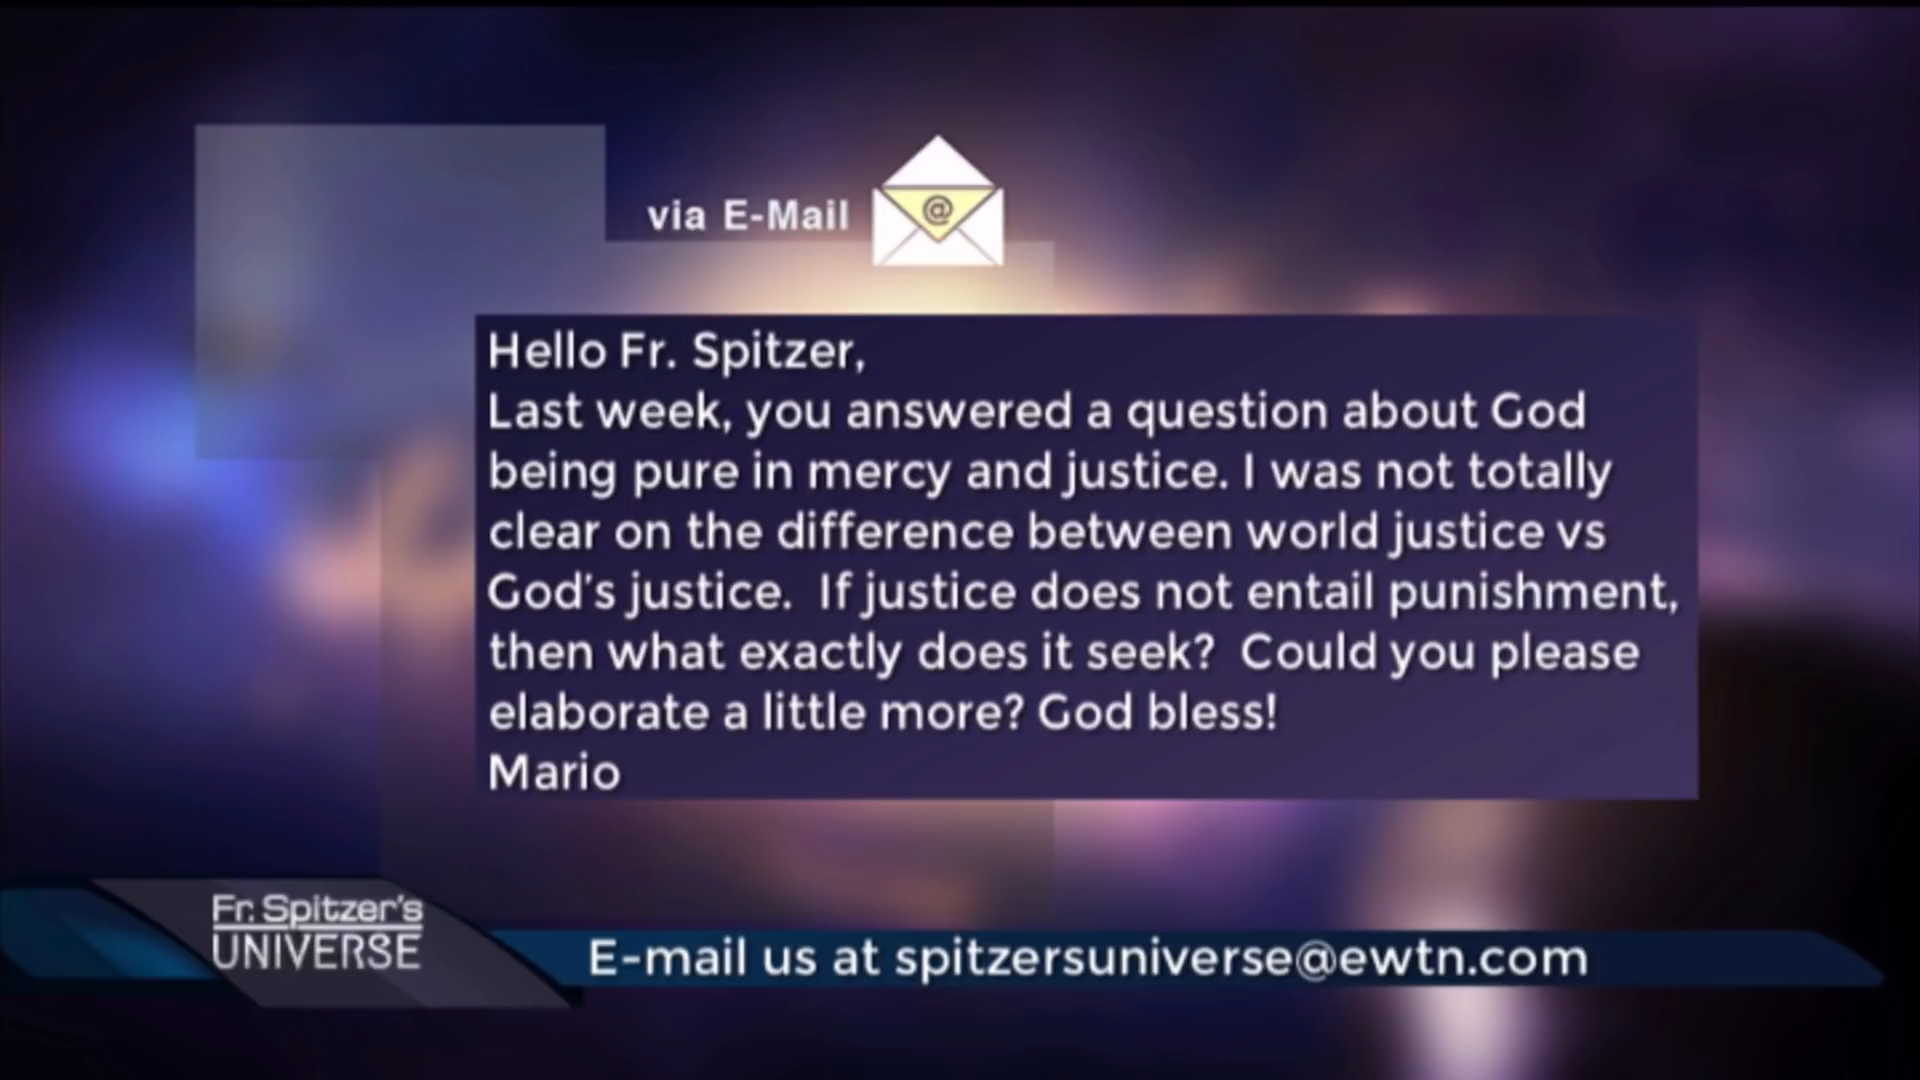 via E-Mail
@
Hello Fr. Spitzer,
Last week, you answered a question about God
being pure in mercy and justice. I was not totally
clear on the difference between world justice vs
God's justice.  If justice does not entail punishment,
then what exactly does it seek?  Could you please
elaborate a little more? God bless!
Mario
Fr. Spitzer's
UNIVERSE
E-mail us at spitzersuniverse@ewtn.com